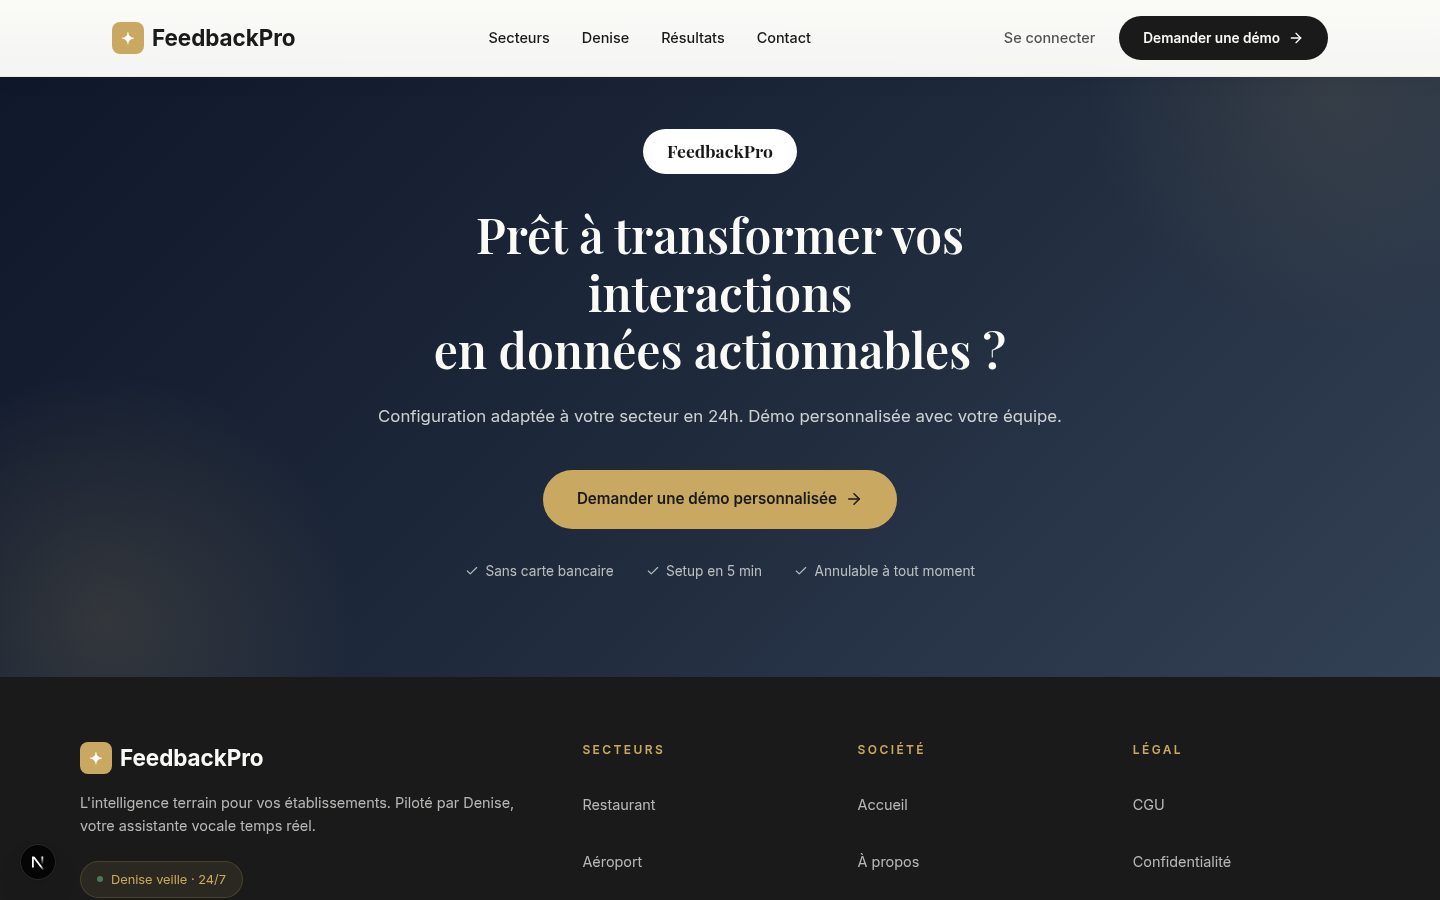 FeedbackPro
Secteurs
Denise
Résultats
Contact
Se connecter
Demander une démo
FeedbackPro
Prêt à transformer vos
interactions
en données actionnables ?
Configuration adaptée à votre secteur en 24h. Démo personnalisée avec votre équipe.
Demander une démo personnalisée
Sans carte bancaire
Setup en 5 min
Annulable à tout moment
FeedbackPro
L'intelligence terrain pour vos établissements. Piloté par Denise,
votre assistante vocale temps réel.
Denise veille · 24/7
SECTEURS
Restaurant
Aéroport
SOCIÉTÉ
Accueil
À propos
LÉGAL
CGU
Confidentialité
N